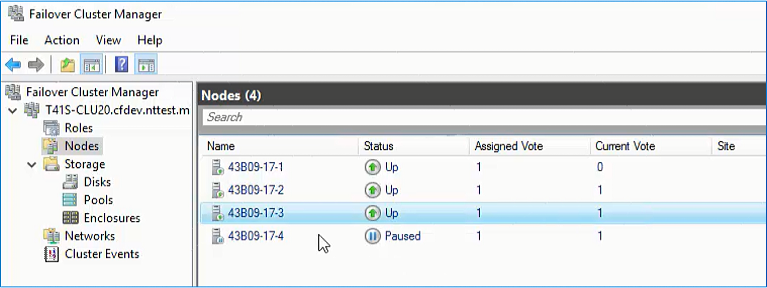 Failover Cluster Manager
File Action View Help
Failover Cluster Manager
T41S-CLU20.cfdev.nttest.m
Roles
Nodes
Storage
Disks
Pools
Enclosures
Networks
Cluster Events
Nodes (4)
Search
Name Status Assigned Vote Current Vote Site
43B09-17-1 Up 1 0
43B09-17-2 Up 1 1
43B09-17-3 Up 1 1
43B09-17-4 Paused 1 1